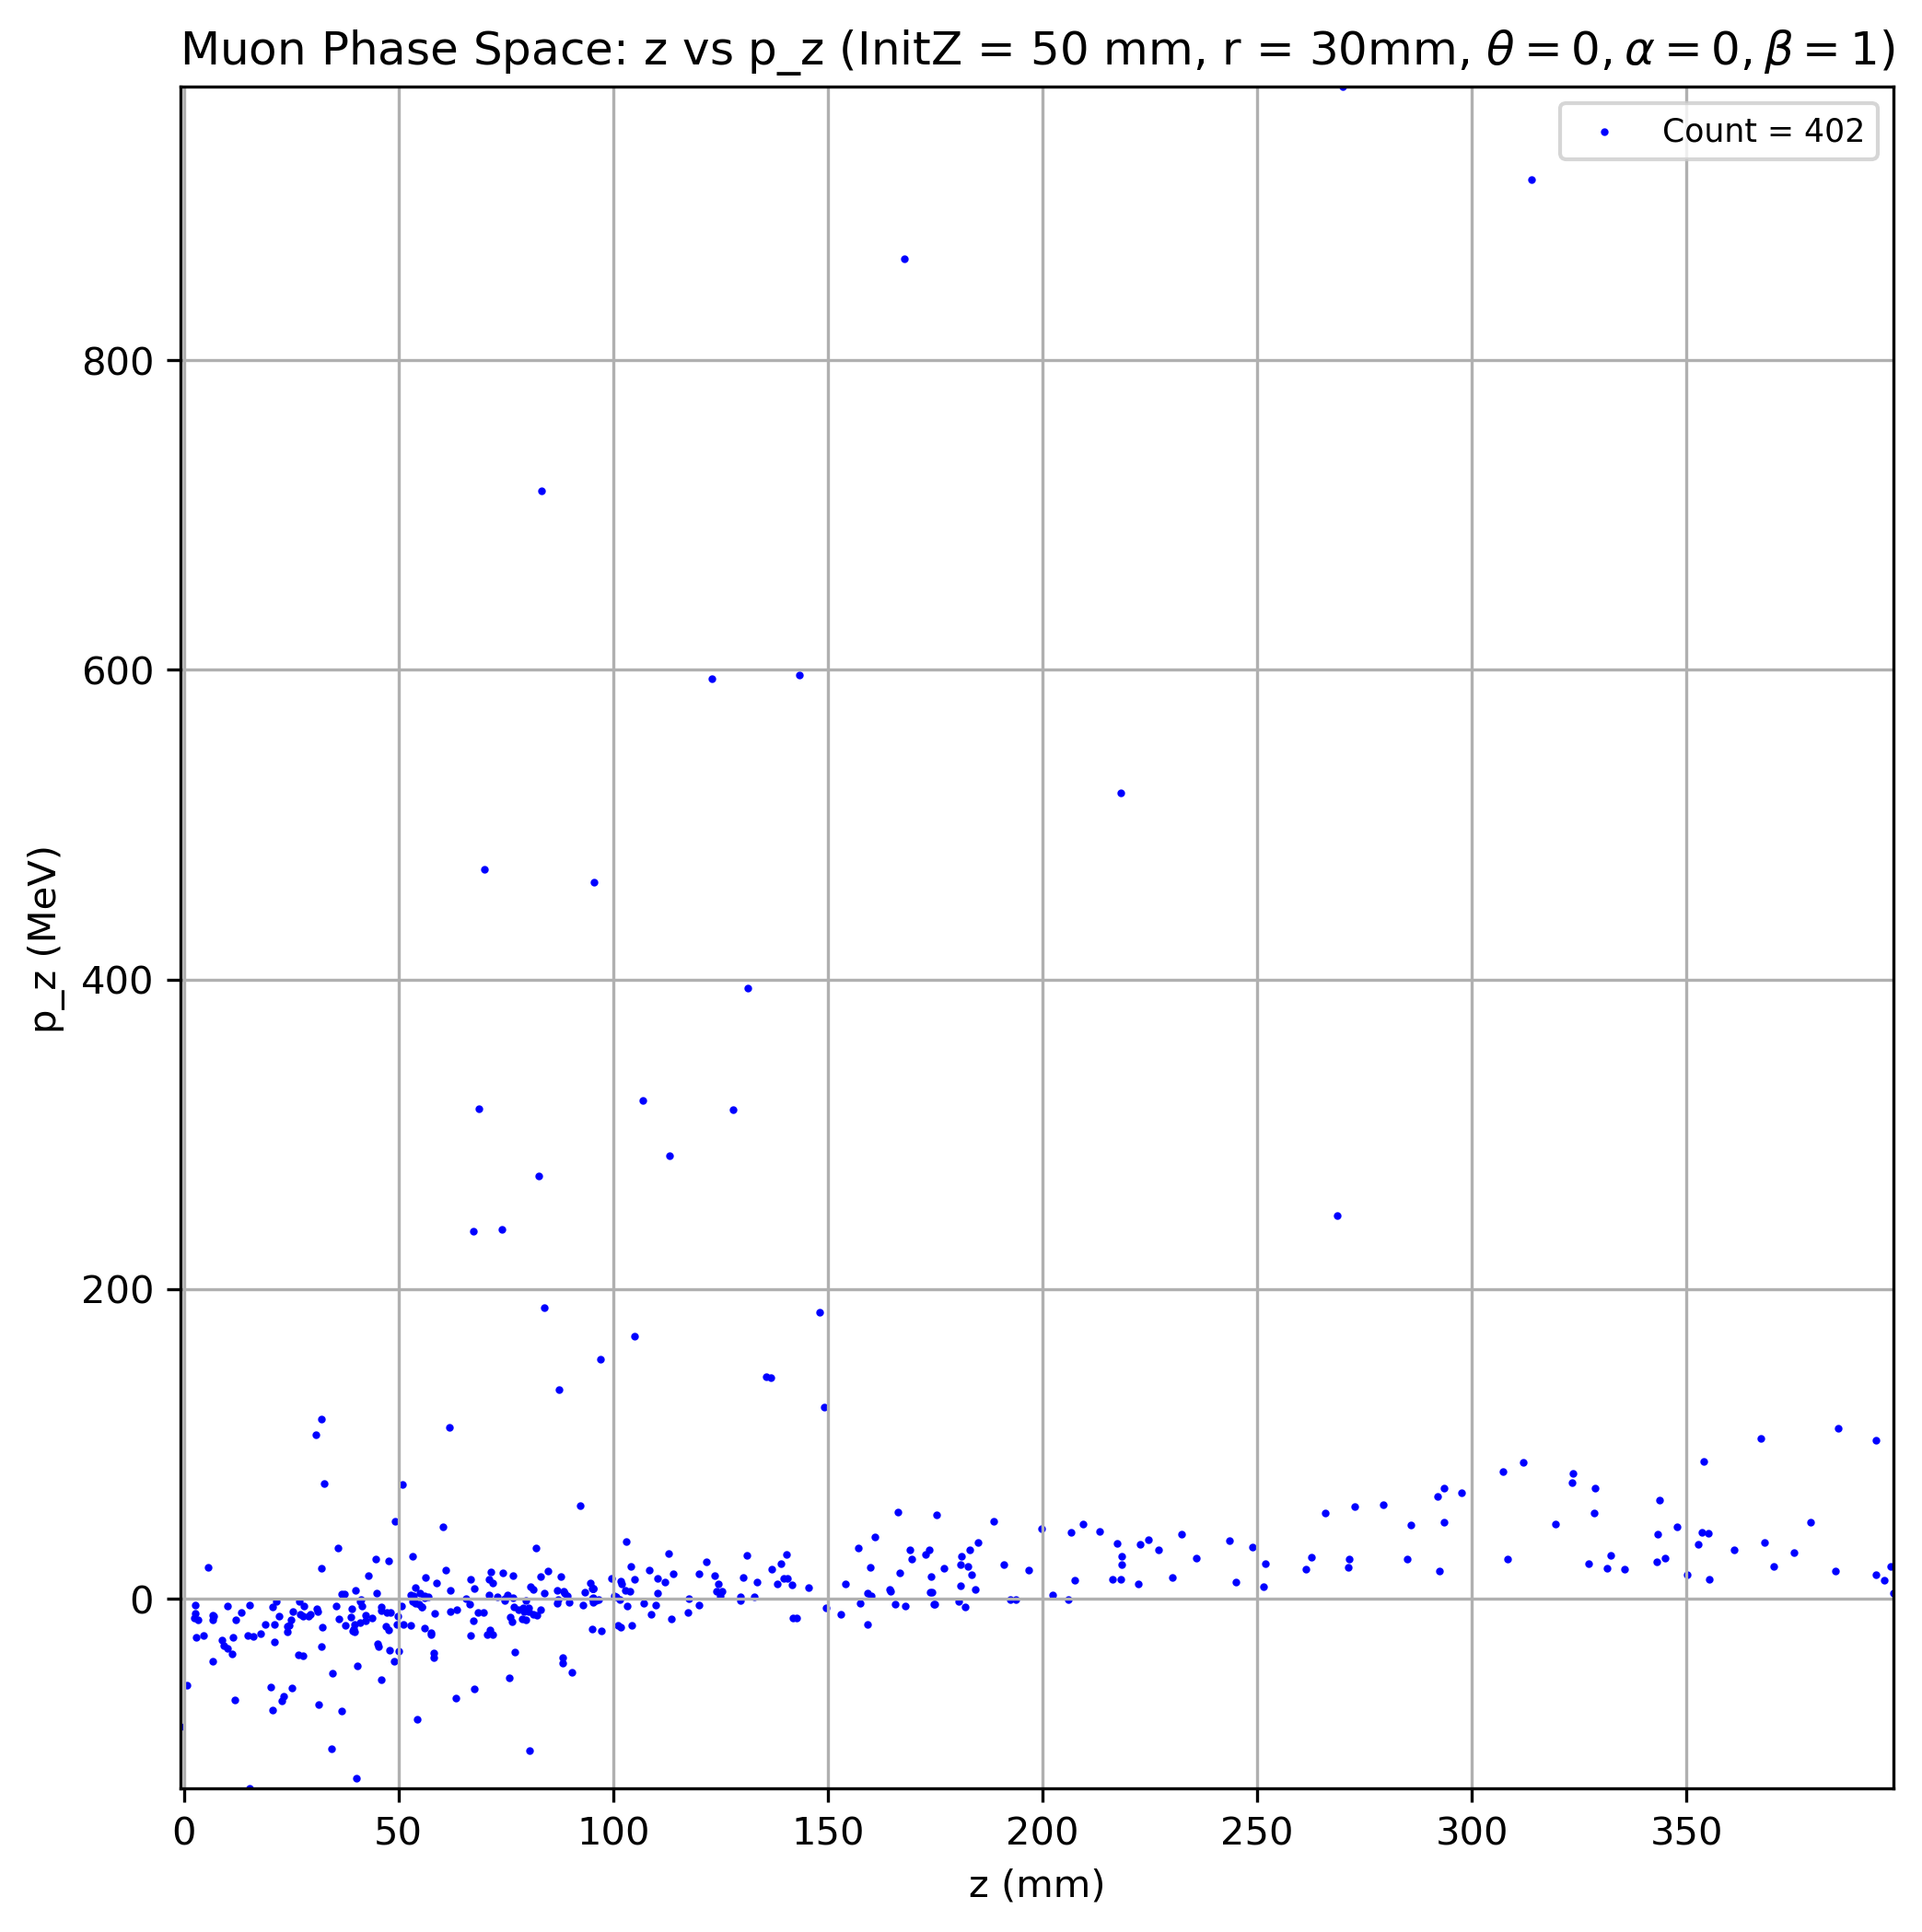 Muon Phase Space: z vs p_z (InitZ = 50 mm, r = 30mm, θ = 0, α = 0, β = 1)
Count = 402
800
600
400
200
0
p_z (MeV)
0 50 100 150 200 250 300 350
z (mm)